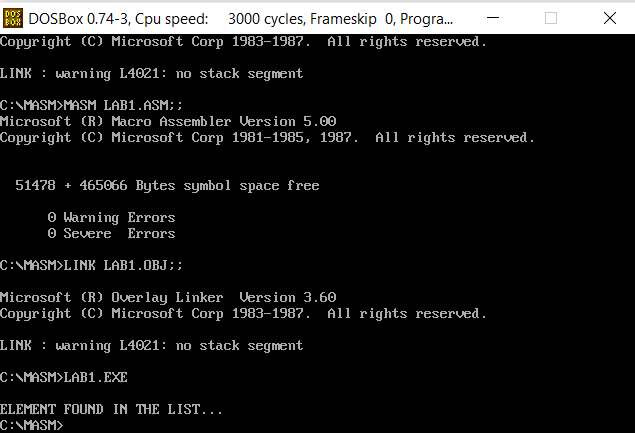 DOS BOX
DOSBox 0.74-3, Cpu speed: 3000 cycles, Frameskip 0, Progra...
Copyright (C) Microsoft Corp 1983-1987. All rights reserved.
LINK : warning L4021: no stack segment
C:\MASM>MASM LAB1.ASM;;
Microsoft (R) Macro Assembler Version 5.00
Copyright (C) Microsoft Corp 1981-1985, 1987. All rights reserved.
51478 + 465066 Bytes symbol space free
0 Warning Errors
0 Severe Errors
C:\MASM>LINK LAB1.OBJ;;
Microsoft (R) Overlay Linker Version 3.60
Copyright (C) Microsoft Corp 1983-1987. All rights reserved.
LINK : warning L4021: no stack segment
C:\MASM>LAB1.EXE
ELEMENT FOUND IN THE LIST...
C:\MASM>